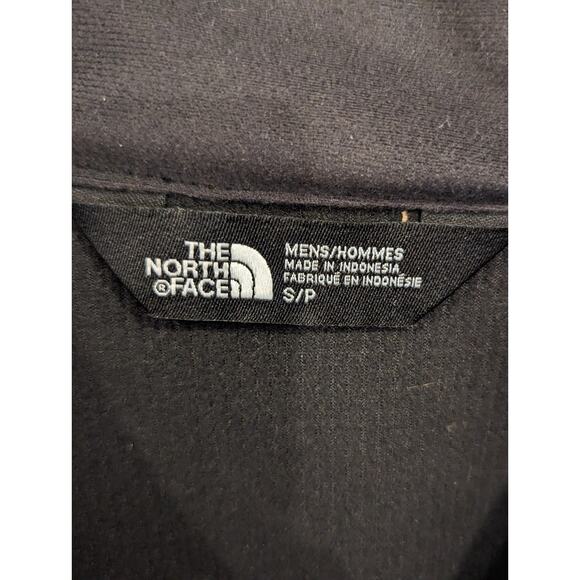 THE
NORTH
®FACE
MENS/HOMMES
MADE IN INDONESIA
FABRIQUÉ EN INDONÉSIE
S/P